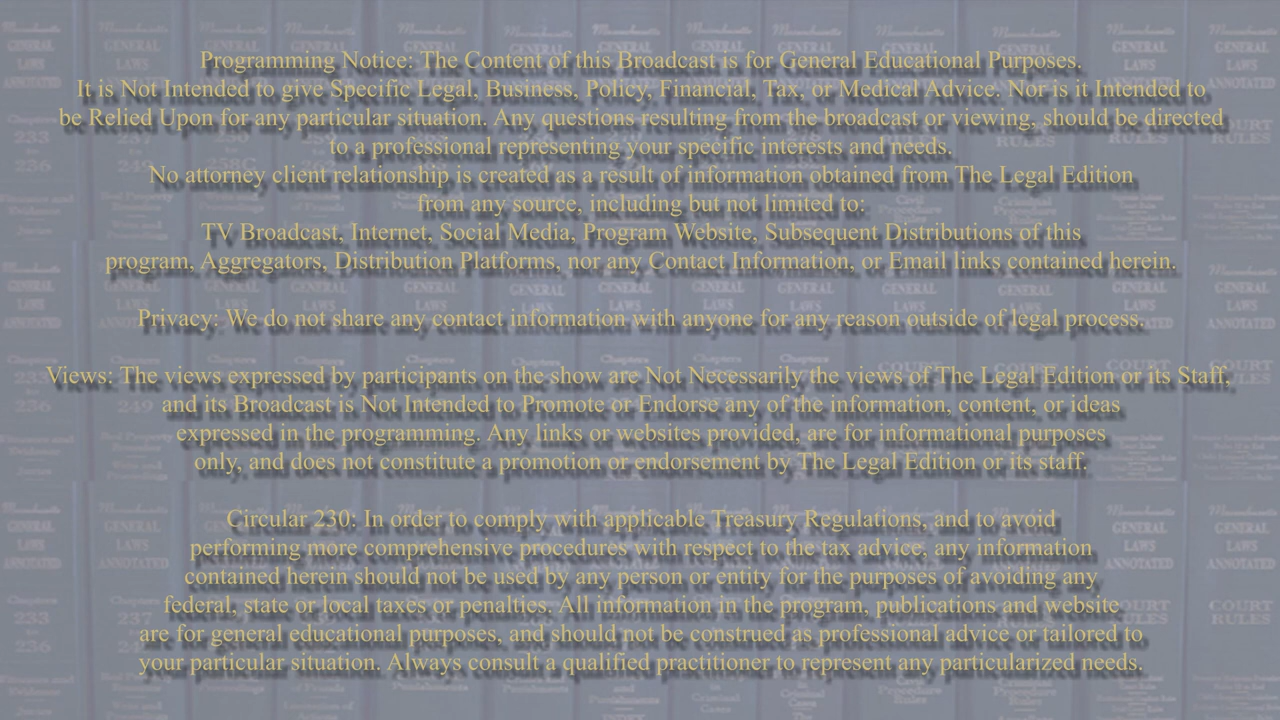 Programming Notice: The Content of this Broadcast is for General Educational Purposes.
It is Not Intended to give Specific Legal, Business, Policy, Financial, Tax, or Medical Advice. Nor is it Intended to
be Relied Upon for any particular situation. Any questions resulting from the broadcast or viewing, should be directed
to a professional representing your specific interests and needs.
No attorney client relationship is created as a result of information obtained from The Legal Edition
from any source, including but not limited to:
TV Broadcast, Internet, Social Media, Program Website, Subsequent Distributions of this
program, Aggregators, Distribution Platforms, nor any Contact Information, or Email links contained herein.
Privacy: We do not share any contact information with anyone for any reason outside of legal process.
Views: The views expressed by participants on the show are Not Necessarily the views of The Legal Edition or its Staff,
and its Broadcast is Not Intended to Promote or Endorse any of the information, content, or ideas
expressed in the programming. Any links or websites provided, are for informational purposes
only, and does not constitute a promotion or endorsement by The Legal Edition or its staff.
Circular 230: In order to comply with applicable Treasury Regulations, and to avoid
performing more comprehensive procedures with respect to the tax advice, any information
contained herein should not be used by any person or entity for the purposes of avoiding any
federal, state or local taxes or penalties. All information in the program, publications and website
are for general educational purposes, and should not be construed as professional advice or tailored to
your particular situation. Always consult a qualified practitioner to represent any particularized needs.